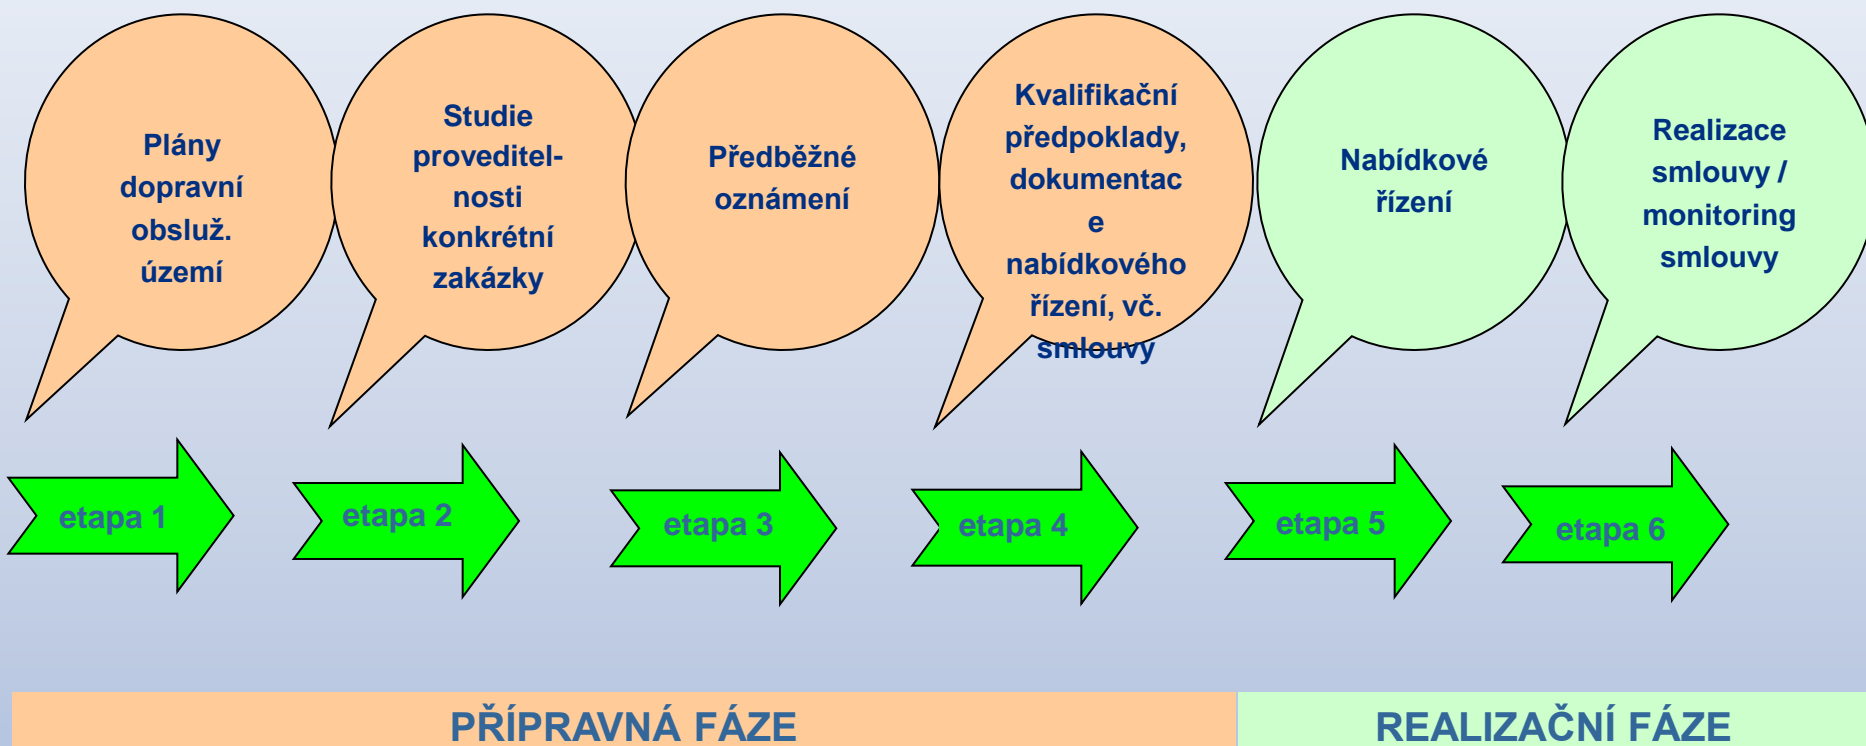 Plány
dopravní
obsluž.
území
Studie
proveditel-
nosti
konkrétní
zakázky
Předběžné
oznámení
Kvalifikační
předpoklady,
dokumentac
e
nabídkového
řízení, vč.
smlouvy
Nabídkové
řízení
Realizace
smlouvy /
monitoring
smlouvy
etapa 1
etapa 2
etapa 3
etapa 4
etapa 5
etapa 6
PŘÍPRAVNÁ FÁZE
REALIZAČNÍ FÁZE